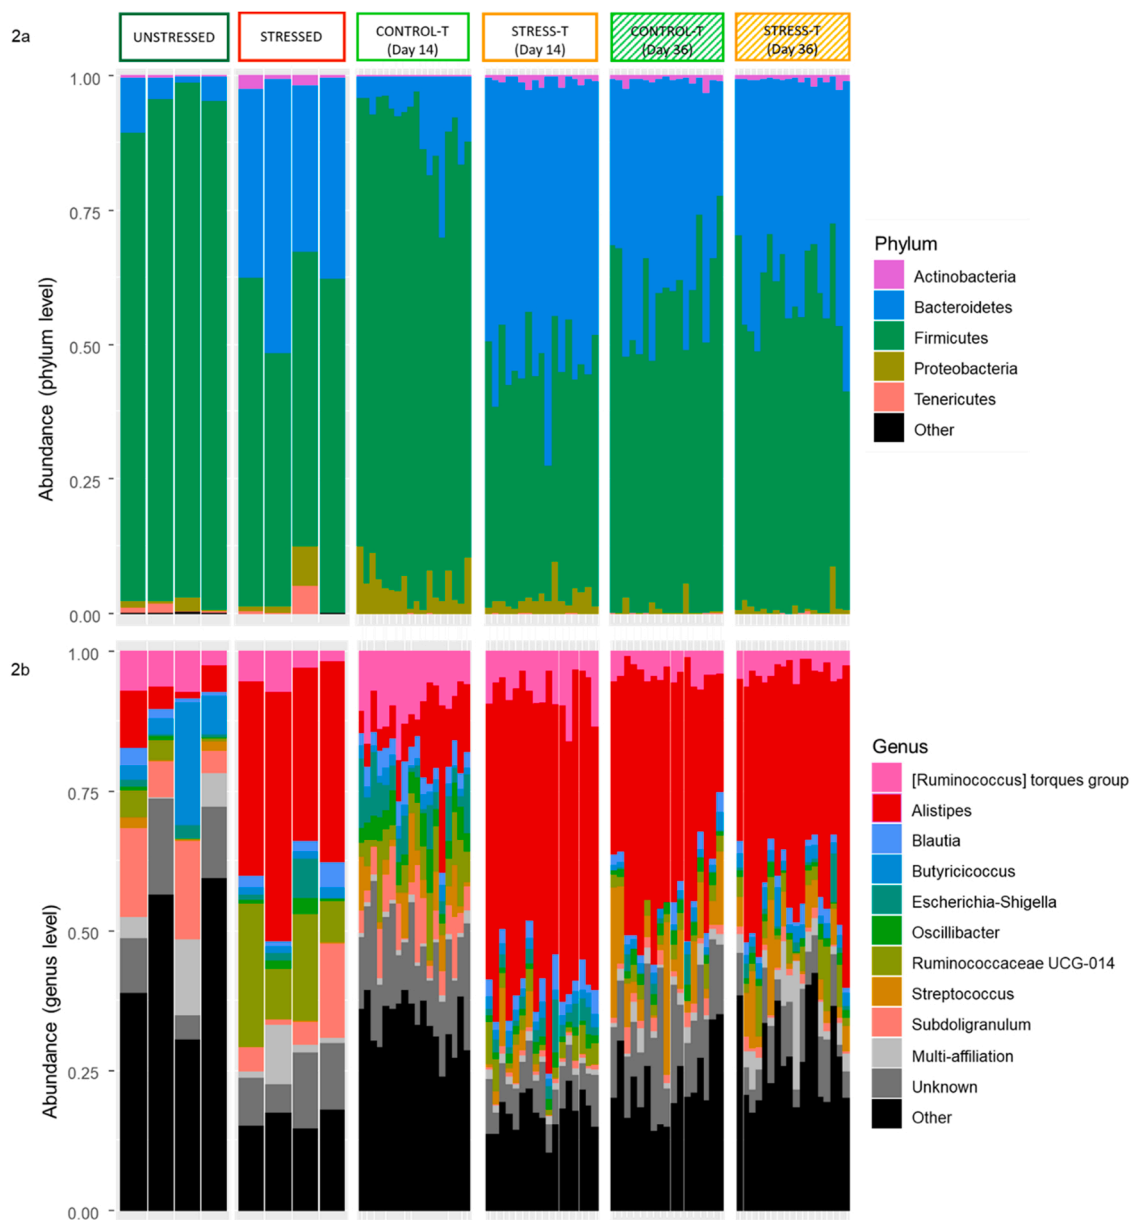 2a
UNSTRESSED
STRESSED
CONTROL-T
(Day 14)
STRESS-T
(Day 14)
CONTROL-T
(Day 36)
STRESS-T
(Day 36)
Abundance (phylum level)
1.00
0.75
0.50
0.25
0.00
Phylum
Actinobacteria
Bacteroidetes
Firmicutes
Proteobacteria
Tenericutes
Other
2b
Abundance (genus level)
1.00
0.75
0.50
0.25
0.00
Genus
[Ruminococcus] torques group
Alistipes
Blautia
Butyricicoccus
Escherichia-Shigella
Oscillibacter
Ruminococcaceae UCG-014
Streptococcus
Subdoligranulum
Multi-affiliation
Unknown
Other